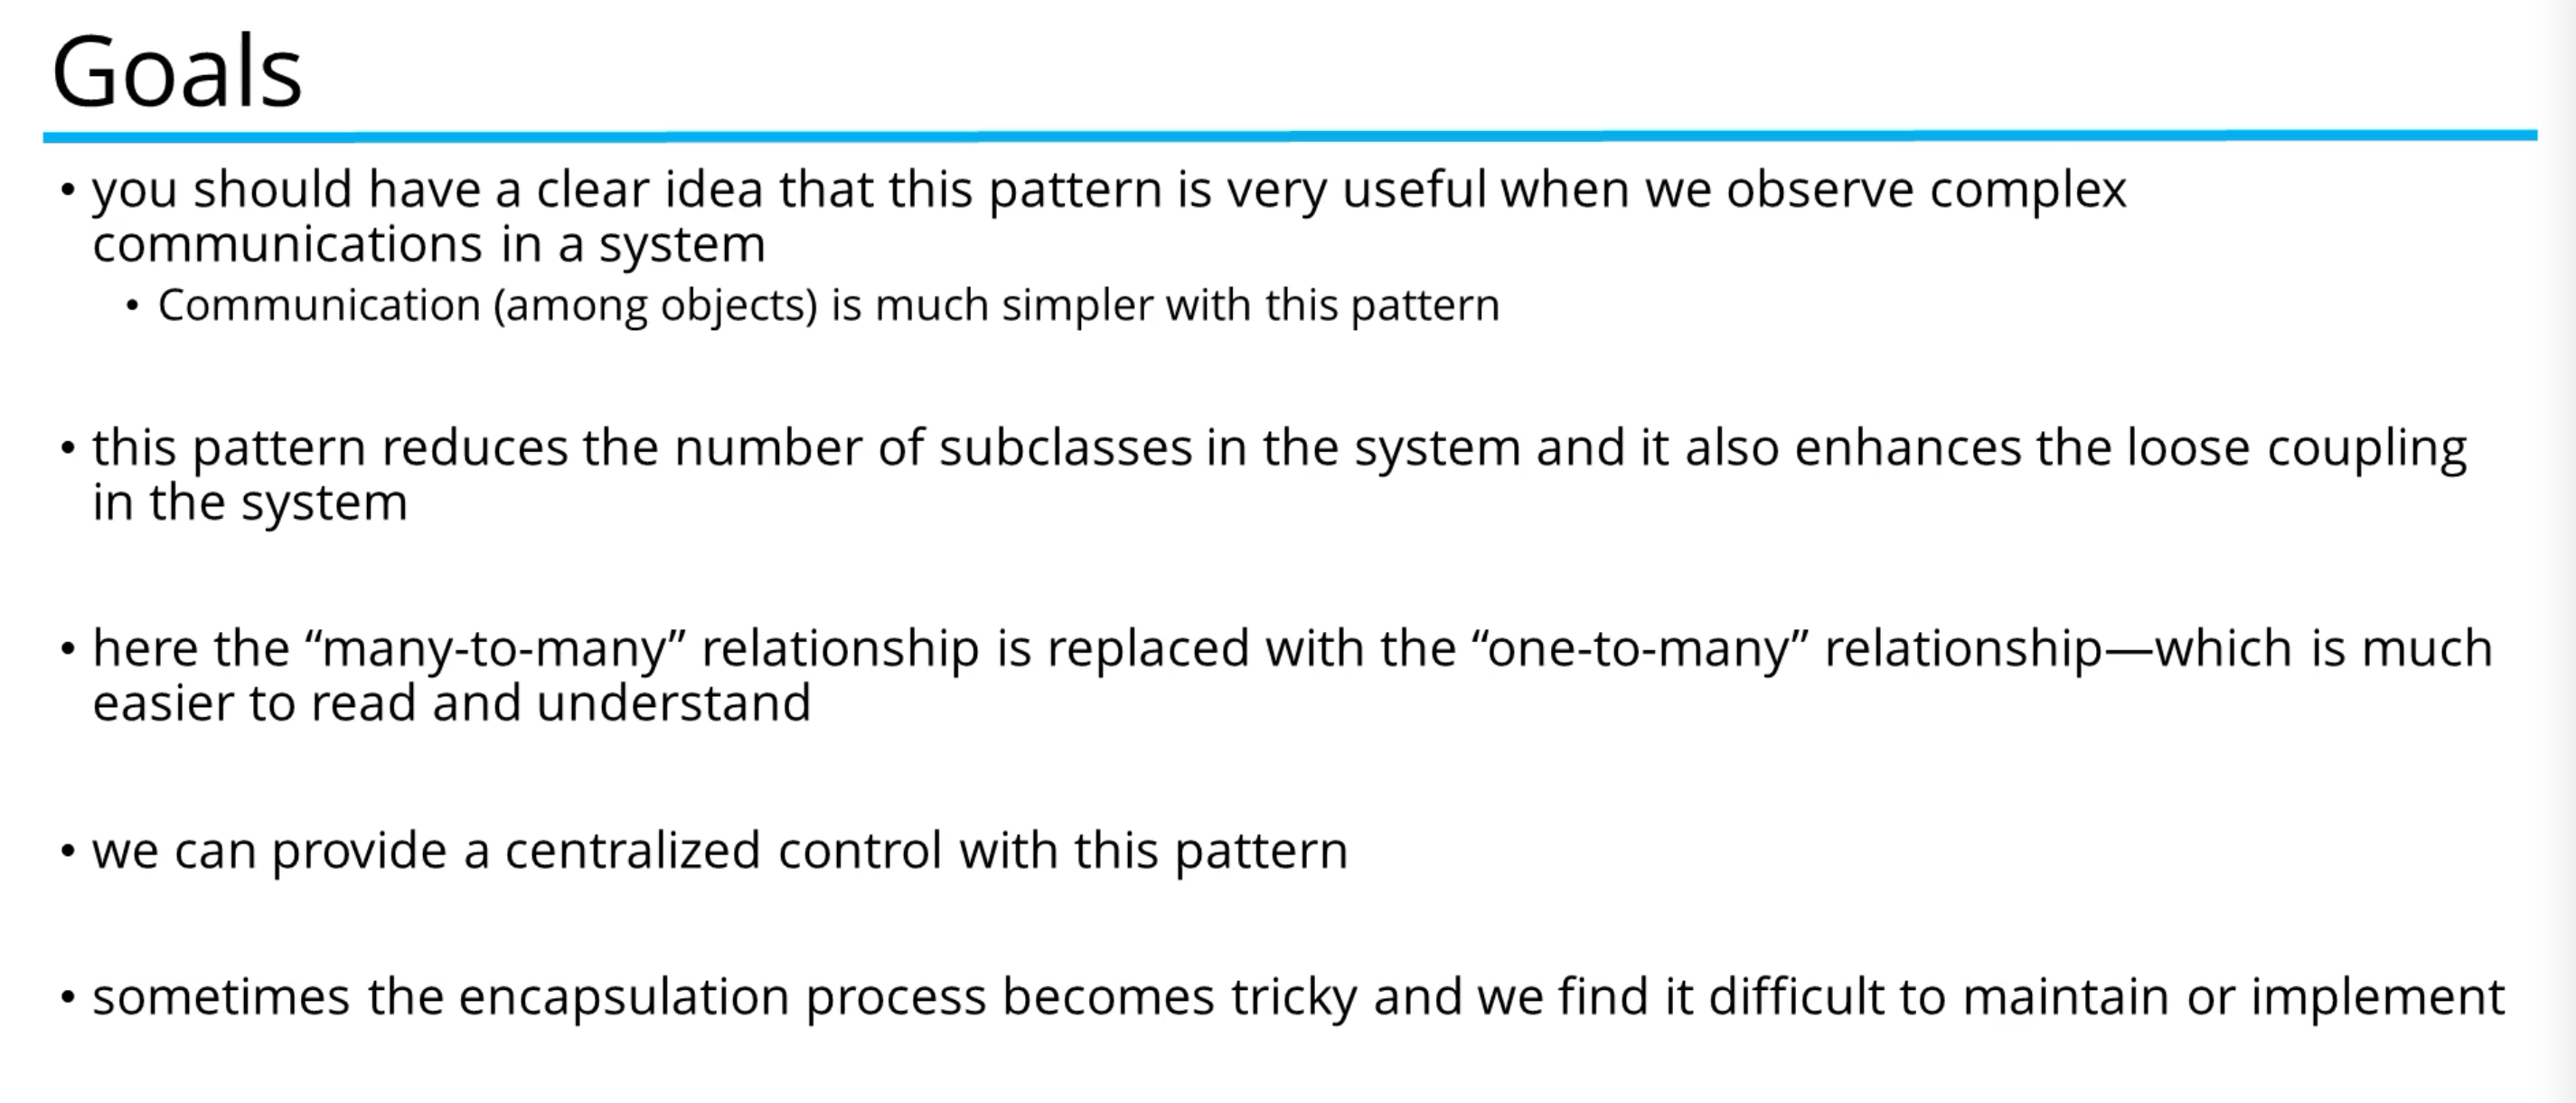 Goals
• you should have a clear idea that this pattern is very useful when we observe complex
communications in a system
• Communication (among objects) is much simpler with this pattern
• this pattern reduces the number of subclasses in the system and it also enhances the loose coupling
in the system
• here the “many-to-many” relationship is replaced with the “one-to-many” relationship—which is much
easier to read and understand
• we can provide a centralized control with this pattern
• sometimes the encapsulation process becomes tricky and we find it difficult to maintain or implement